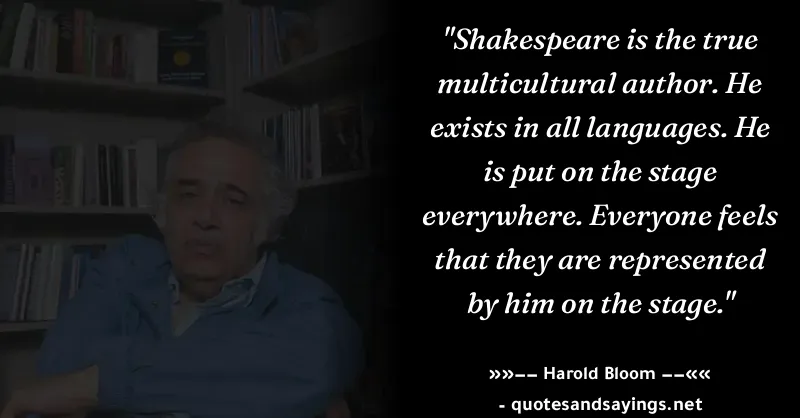 "Shakespeare is the true
multicultural author. He
exists in all languages. He
is put on the stage
everywhere. Everyone feels
that they are represented
by him on the stage."
»»−− Harold Bloom −−««
- quotesandsayings.net